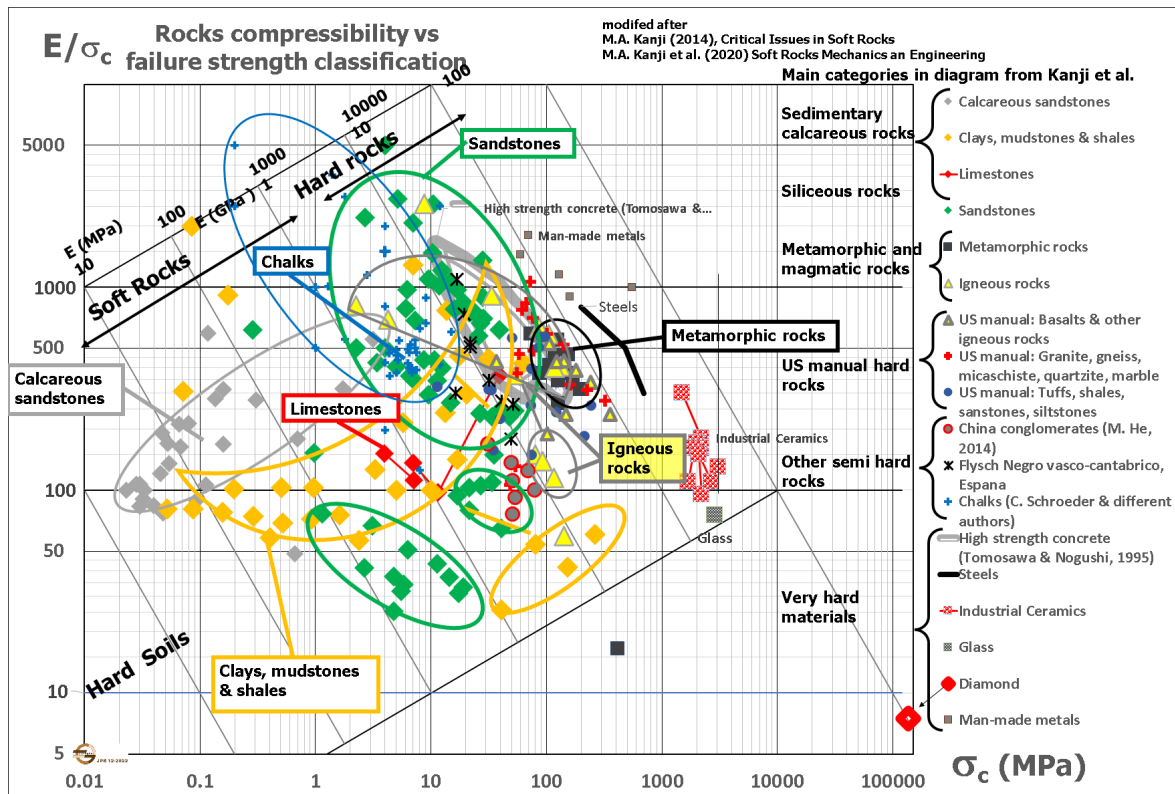 E/σc
Rocks compressibility vs
failure strength classification
modifed after
M.A. Kanji (2014), Critical Issues in Soft Rocks
M.A. Kanji et al. (2020) Soft Rocks Mechanics an Engineering
Main categories in diagram from Kanji et al.
Sedimentary
calcareous rocks
Siliceous rocks
Metamorphic and
magmatic rocks
US manual hard
rocks
Other semi hard
rocks
Very hard
materials
Calcareous sandstones
Clays, mudstones & shales
Limestones
Sandstones
Metamorphic rocks
Igneous rocks
US manual: Basalts & other
igneous rocks
US manual: Granite, gneiss,
micaschiste, quartzite, marble
US manual: Tuffs, shales,
sanstones, siltstones
China conglomerates (M. He,
2014)
Flysch Negro vasco-cantabrico,
Espana
Chalks (C. Schroeder & different
authors)
High strength concrete
(Tomosawa & Nogushi, 1995)
Steels
Industrial Ceramics
Glass
Diamond
Man-made metals
5000
1000
500
100
50
10
5
0.01
0.1
1
10
100
1000
10000
100000
σc (MPa)
E (MPa)
10
100
1000
10000
E (GPa)
1
10
100
Soft Rocks
Hard rocks
Hard Soils
Sandstones
High strength concrete (Tomosawa &...
Man-made metals
Chalks
Steels
Metamorphic rocks
Calcareous
sandstones
Limestones
Igneous
rocks
Industrial Ceramics
Glass
Clays, mudstones
& shales
JPS 12/2022